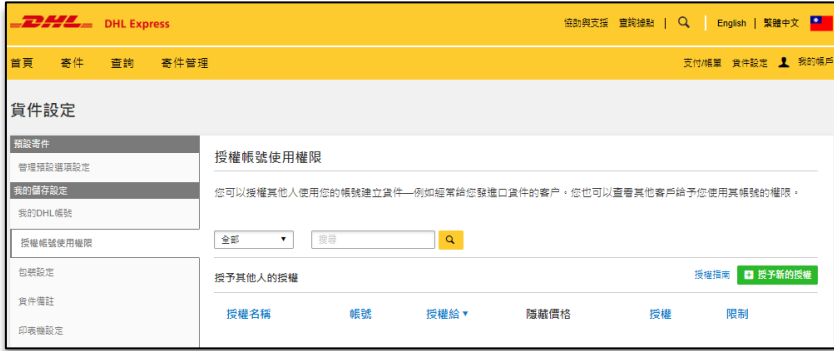 DHL DHL Express 協助與支援 查詢據點 | English | 繁體中文
首頁 寄件 查詢 寄件管理 支付/帳單 貨件設定 我的帳戶
貨件設定
預設寄件
管理預設選項設定
我的儲存設定
我的DHL帳號
授權帳號使用權限
包裝設定
貨件備註
印表機設定
授權帳號使用權限
您可以授權其他人使用您的帳號建立貨件—例如經常給您發進口貨件的客户。您也可以查看其他客戶給予您使用其帳號的權限。
全部 ▼ 搜尋
授予其他人的授權 授權指南 授予新的授權
授權名稱 帳號 授權給▼ 隱藏價格 授權 限制